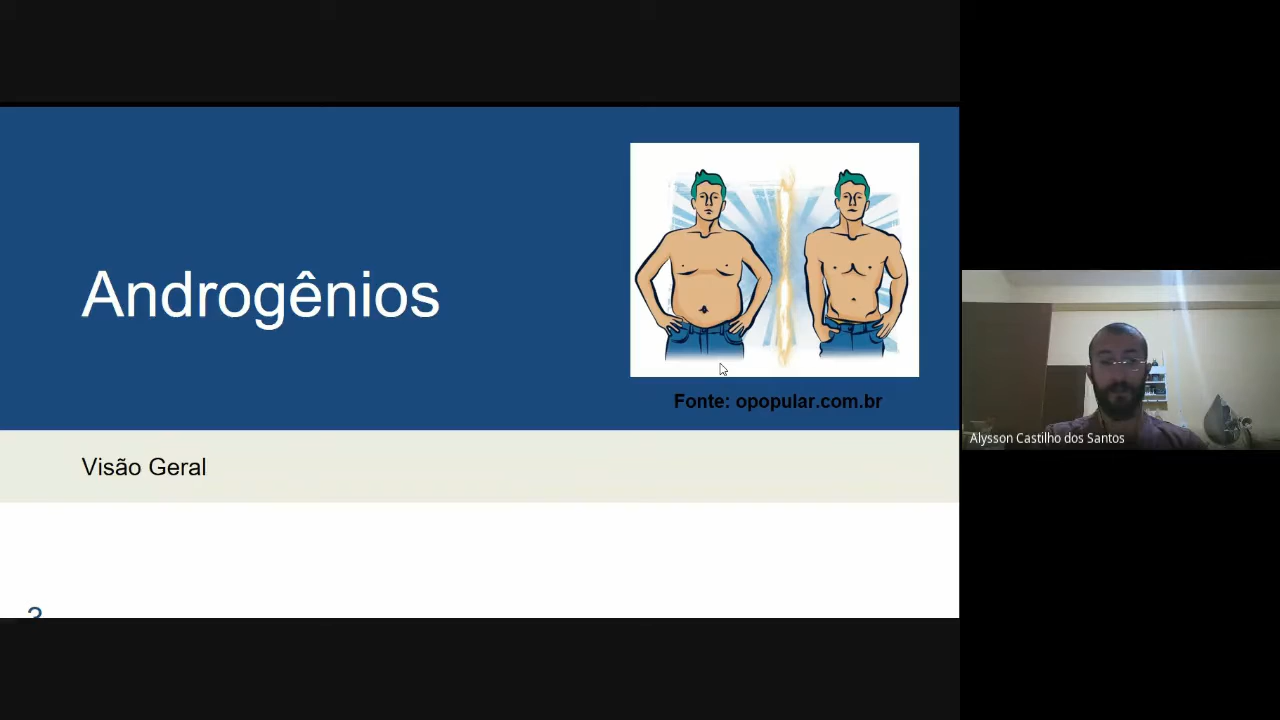 Androgênios
Fonte: opopular.com.br
Visão Geral
Alysson Castilho dos Santos